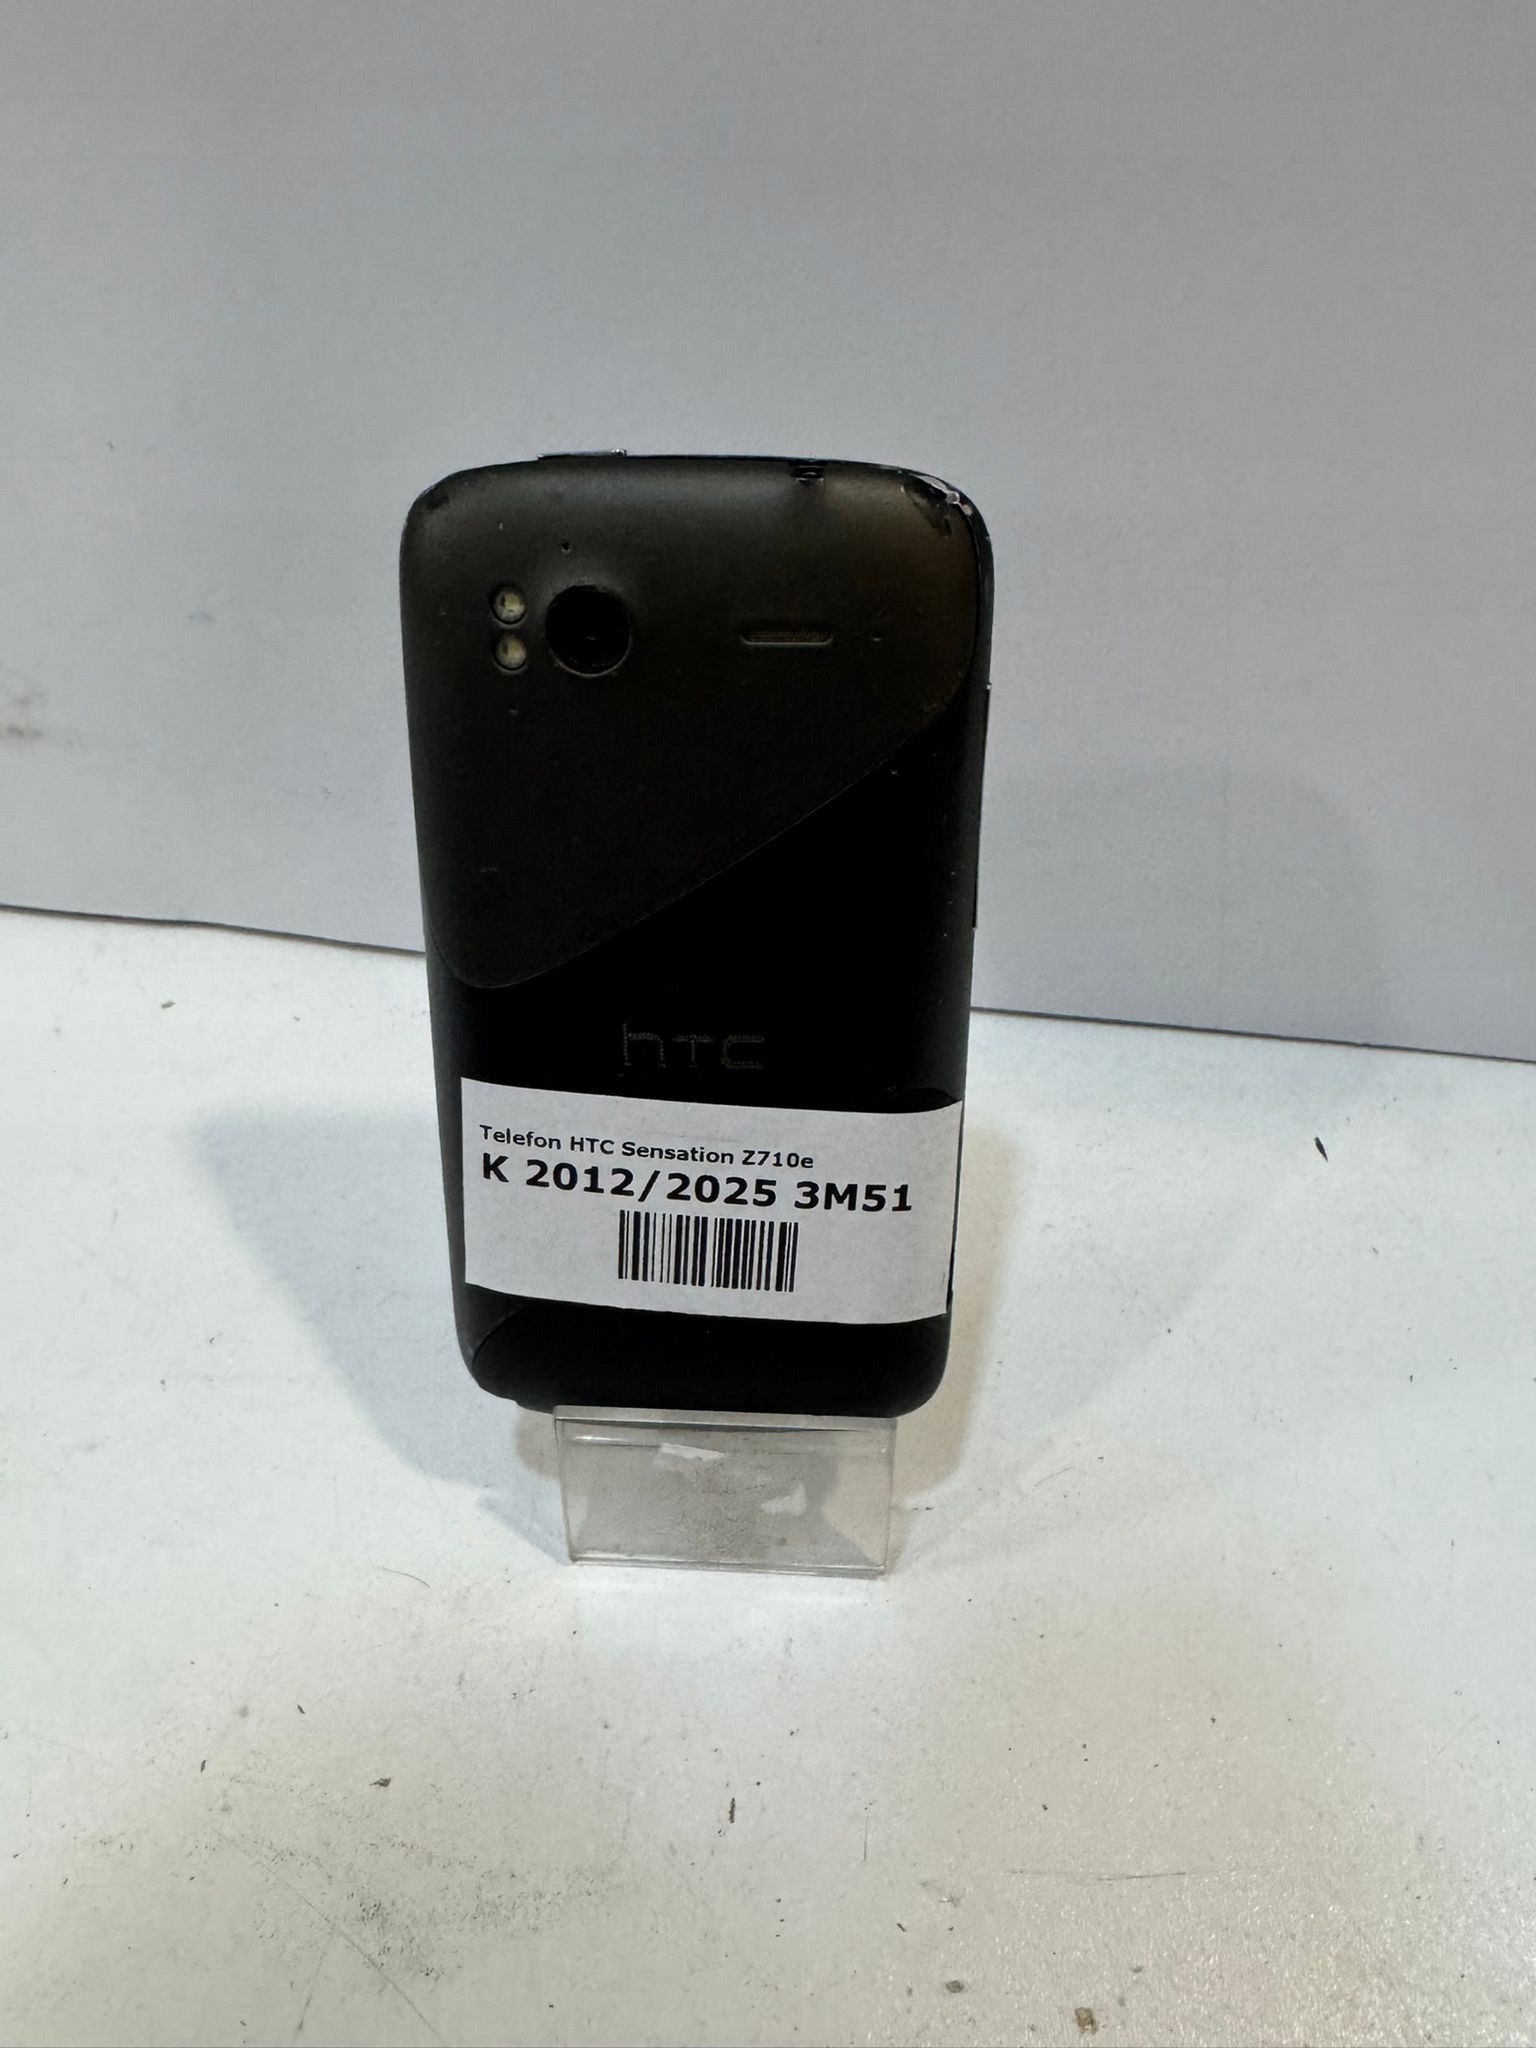 hTC
Telefon HTC Sensation Z710e
K 2012/2025 3M51